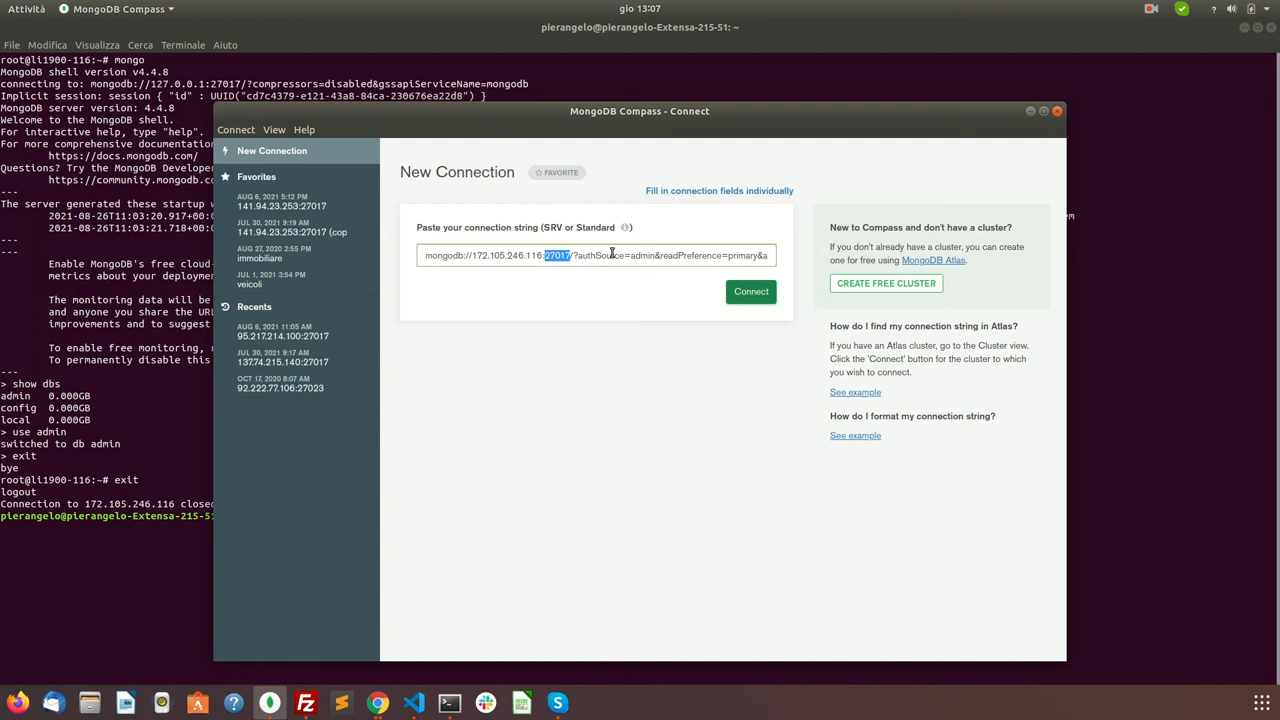 Attività
MongoDB Compass
gio 13:07
pierangelo@pierangelo-Extensa-215-51: ~
File Modifica Visualizza Cerca Terminale Aiuto
root@li1900-116:~# mongo
MongoDB shell version v4.4.8
connecting to: mongodb://127.0.0.1:27017/?compressors=disabled&gssapiServiceName=mongodb
Implicit session: session { "id" : UUID("cd7c4379-e121-43a8-84ca-230676ea22d8") }
MongoDB server version: 4.4.8
Welcome to the MongoDB shell.
For interactive help, type "help".
For more comprehensive documentation
https://docs.mongodb.com/
Questions? Try the MongoDB Developer
https://community.mongodb.co
---
The server generated these startup w
2021-08-26T11:03:20.917+00:0
2021-08-26T11:03:21.718+00:0
---
---
Enable MongoDB's free cloud-
metrics about your deploymen
The monitoring data will be
and anyone you share the URL
improvements and to suggest
To enable free monitoring,
To permanently disable this
---
> show dbs
admin 0.000GB
config 0.000GB
local 0.000GB
> use admin
switched to db admin
> exit
bye
root@li1900-116:~# exit
logout
Connection to 172.105.246.116 closed
pierangelo@pierangelo-Extensa-215-51
em
MongoDB Compass - Connect
Connect View Help
New Connection
Favorites
AUG 6, 2021 5:12 PM
141.94.23.253:27017
JUL 30, 2021 9:19 AM
141.94.23.253:27017 (cop
AUG 27, 2020 2:55 PM
immobiliare
JUL 1, 2021 3:54 PM
veicoli
Recents
AUG 6, 2021 11:05 AM
95.217.214.100:27017
JUL 30, 2021 9:17 AM
137.74.215.140:27017
OCT 17, 2020 8:07 AM
92.222.77.106:27023
New Connection
FAVORITE
Fill in connection fields individually
Paste your connection string (SRV or Standard )
mongodb://172.105.246.116:27017/?authSource=admin&readPreference=primary&a
Connect
New to Compass and don't have a cluster?
If you don't already have a cluster, you can create
one for free using MongoDB Atlas.
CREATE FREE CLUSTER
How do I find my connection string in Atlas?
If you have an Atlas cluster, go to the Cluster view.
Click the 'Connect' button for the cluster to which
you wish to connect.
See example
How do I format my connection string?
See example